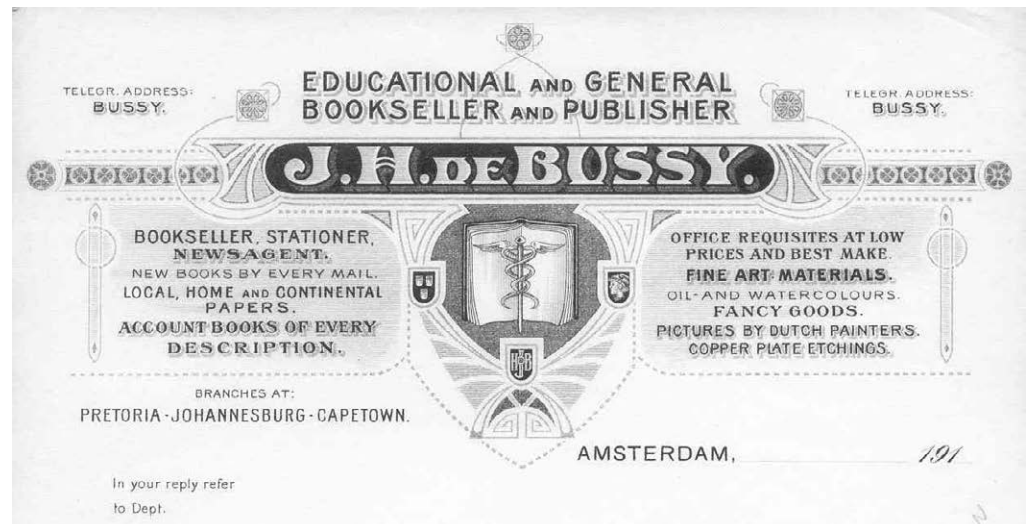 EDUCATIONAL AND GENERAL
BOOKSELLER AND PUBLISHER
TELEGR. ADDRESS:
BUSSY.
TELEGR. ADDRESS:
BUSSY.
J. H. DE BUSSY.
BOOKSELLER, STATIONER,
NEWSAGENT.
NEW BOOKS BY EVERY MAIL.
LOCAL, HOME AND CONTINENTAL
PAPERS.
ACCOUNT BOOKS OF EVERY
DESCRIPTION.
OFFICE REQUISITES AT LOW
PRICES AND BEST MAKE.
FINE ART MATERIALS.
OIL- AND WATERCOLOURS.
FANCY GOODS.
PICTURES BY DUTCH PAINTERS.
COPPER PLATE ETCHINGS.
BRANCHES AT:
PRETORIA - JOHANNESBURG - CAPETOWN.
AMSTERDAM, 191
In your reply refer
to Dept.